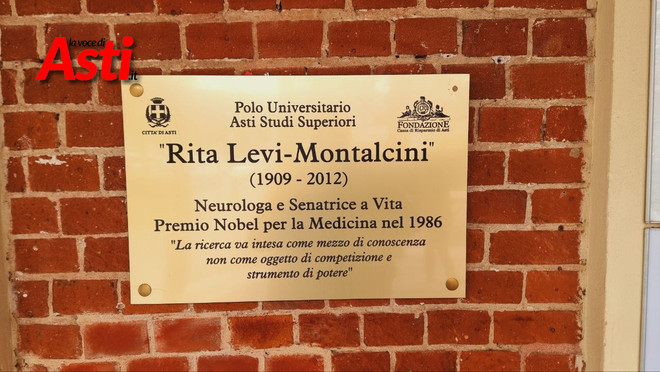 la voce di
Asti
.it
CITTA' DI ASTI
Polo Universitario
Asti Studi Superiori
FONDAZIONE
Cassa di Risparmio di Asti
"Rita Levi-Montalcini"
(1909 - 2012)
Neurologa e Senatrice a Vita
Premio Nobel per la Medicina nel 1986
"La ricerca va intesa come mezzo di conoscenza
non come oggetto di competizione e
strumento di potere"